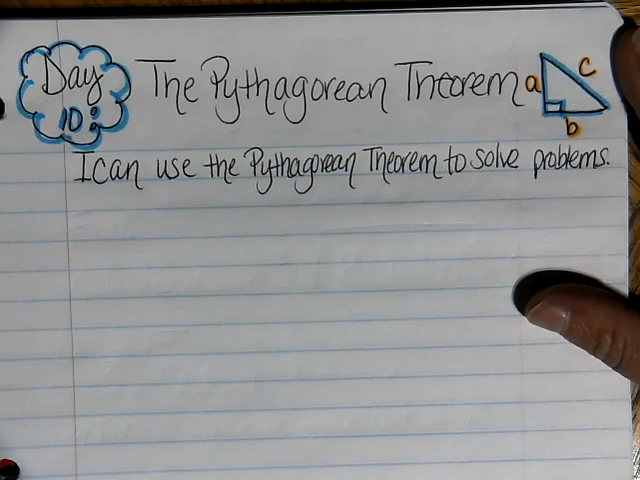 Day
10:
The Pythagorean Theorem
a
c
b
I can use the Pythagorean Theorem to solve problems.